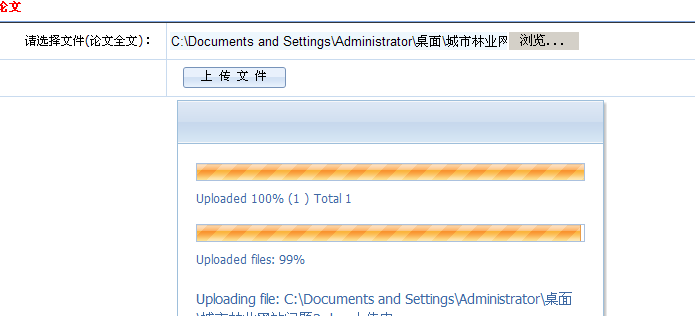 论文
请选择文件(论文全文)：
C:\Documents and Settings\Administrator\桌面\城市林业网
浏览...
上 传 文 件
Uploaded 100% (1 ) Total 1
Uploaded files: 99%
Uploading file: C:\Documents and Settings\Administrator\桌面